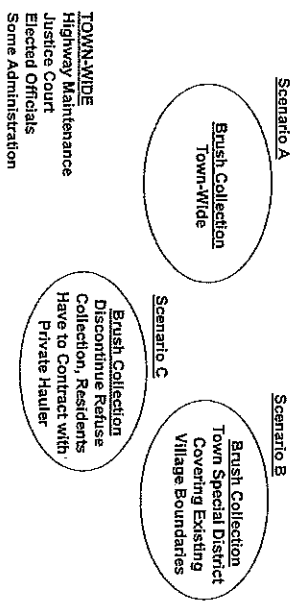 Scenario A
Brush Collection
Town-Wide
Scenario B
Brush Collection
Town Special District
Covering Existing
Village Boundaries
Scenario C
Brush Collection
Discontinue Refuse
Collection, Residents
Have to Contract with
Private Hauler
TOWN-WIDE
Highway Maintenance
Justice Court
Elected Officials
Some Administration